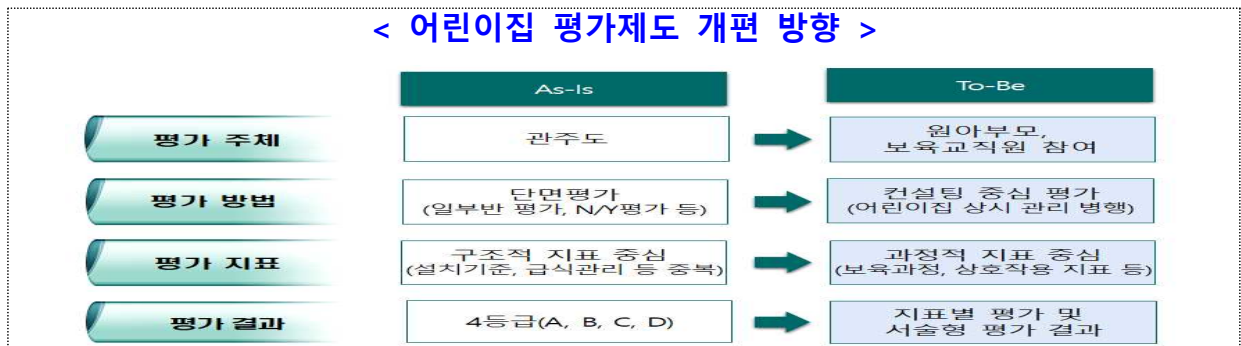 < 어린이집 평가제도 개편 방향 >
As-Is
To-Be
평가 주체
관주도
원아부모,
보육교직원 참여
평가 방법
단면평가
(일부반 평가, N/Y평가 등)
컨설팅 중심 평가
(어린이집 상시 관리 병행)
평가 지표
구조적 지표 중심
(설치기준, 급식관리 등 중복)
과정적 지표 중심
(보육과정, 상호작용 지표 등)
평가 결과
4등급(A, B, C, D)
지표별 평가 및
서술형 평가 결과